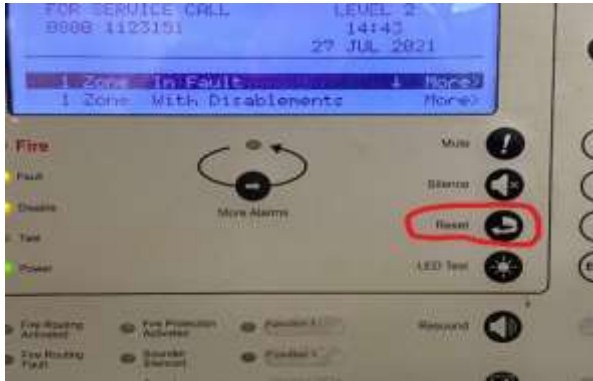 FOR SERVICE CALL
LEVEL 2
0800 1123151
14:43
27 JUL 2021
1 Zone In Fault
More>
1 Zone With Disablements
More>
Fire
Fault
Disable
Test
Power
More Alarms
Mute
Silence
Reset
LED Test
Fire Routing
Activated
Fire Protection
Activated
Fire Routing
Fault
Sounder
Silenced
Resound